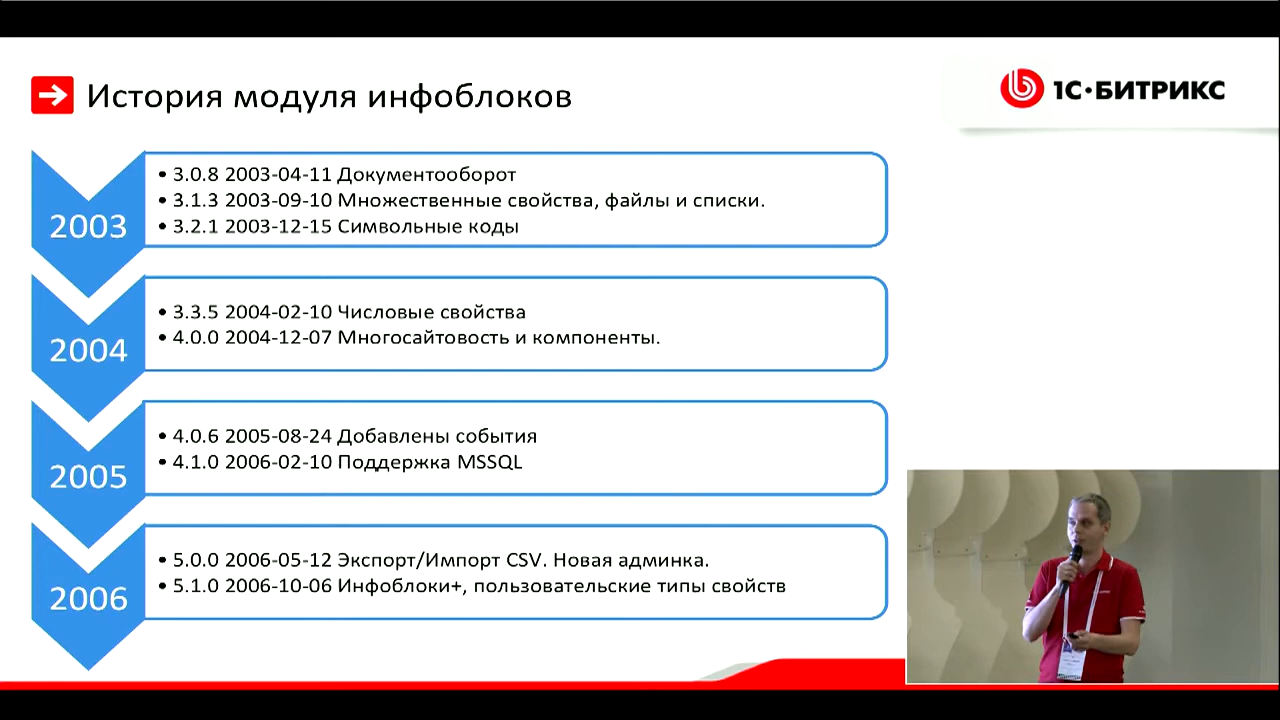 История модуля инфоблоков
1С·БИТРИКС
2003
• 3.0.8 2003-04-11 Документооборот
• 3.1.3 2003-09-10 Множественные свойства, файлы и списки.
• 3.2.1 2003-12-15 Символьные коды
2004
• 3.3.5 2004-02-10 Числовые свойства
• 4.0.0 2004-12-07 Многосайтовость и компоненты.
2005
• 4.0.6 2005-08-24 Добавлены события
• 4.1.0 2006-02-10 Поддержка MSSQL
2006
• 5.0.0 2006-05-12 Экспорт/Импорт CSV. Новая админка.
• 5.1.0 2006-10-06 Инфоблоки+, пользовательские типы свойств